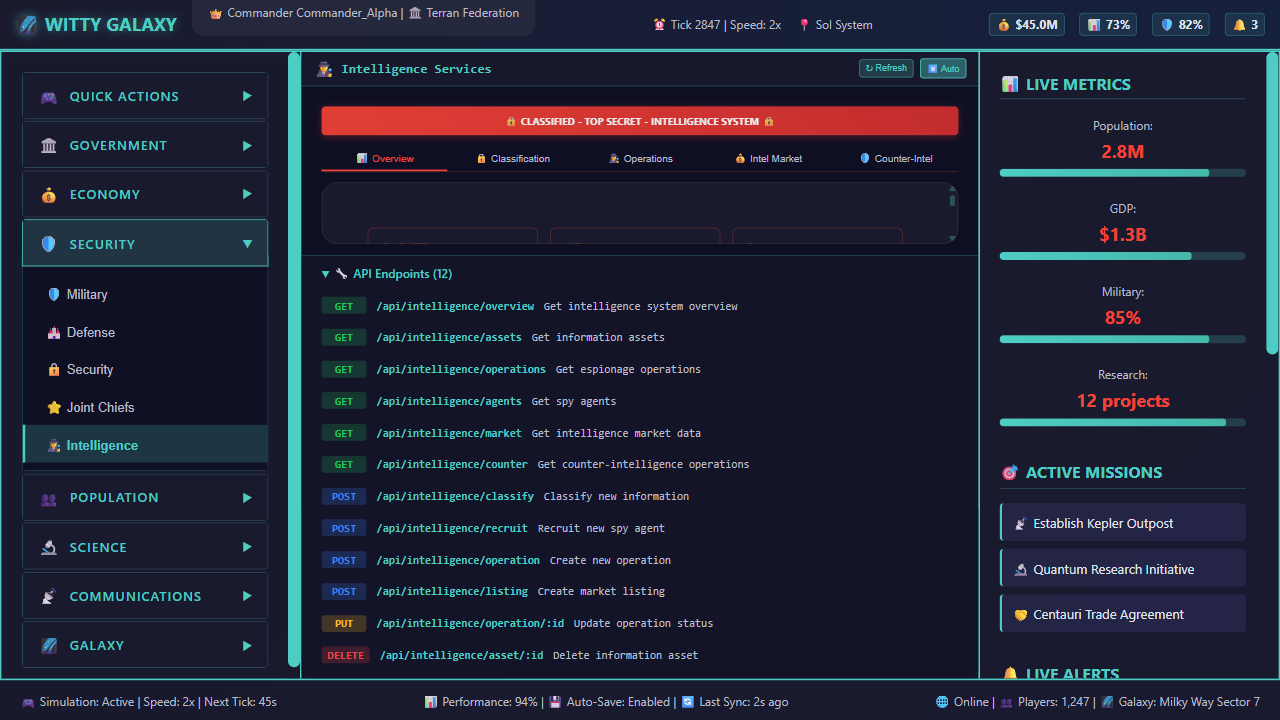 WITTY GALAXY
Commander Commander_Alpha | Terran Federation
Tick 2847 | Speed: 2x
Sol System
$45.0M
73%
82%
3
QUICK ACTIONS
GOVERNMENT
ECONOMY
SECURITY
Military
Defense
Security
Joint Chiefs
Intelligence
POPULATION
SCIENCE
COMMUNICATIONS
GALAXY
Intelligence Services
↻ Refresh
Auto
CLASSIFIED - TOP SECRET - INTELLIGENCE SYSTEM
Overview
Classification
Operations
Intel Market
Counter-Intel
▼ API Endpoints (12)
GET /api/intelligence/overview Get intelligence system overview
GET /api/intelligence/assets Get information assets
GET /api/intelligence/operations Get espionage operations
GET /api/intelligence/agents Get spy agents
GET /api/intelligence/market Get intelligence market data
GET /api/intelligence/counter Get counter-intelligence operations
POST /api/intelligence/classify Classify new information
POST /api/intelligence/recruit Recruit new spy agent
POST /api/intelligence/operation Create new operation
POST /api/intelligence/listing Create market listing
PUT /api/intelligence/operation/:id Update operation status
DELETE /api/intelligence/asset/:id Delete information asset
LIVE METRICS
Population:
2.8M
GDP:
$1.3B
Military:
85%
Research:
12 projects
ACTIVE MISSIONS
Establish Kepler Outpost
Quantum Research Initiative
Centauri Trade Agreement
LIVE ALERTS
Simulation: Active | Speed: 2x | Next Tick: 45s
Performance: 94% | Auto-Save: Enabled | Last Sync: 2s ago
Online | Players: 1,247 | Galaxy: Milky Way Sector 7